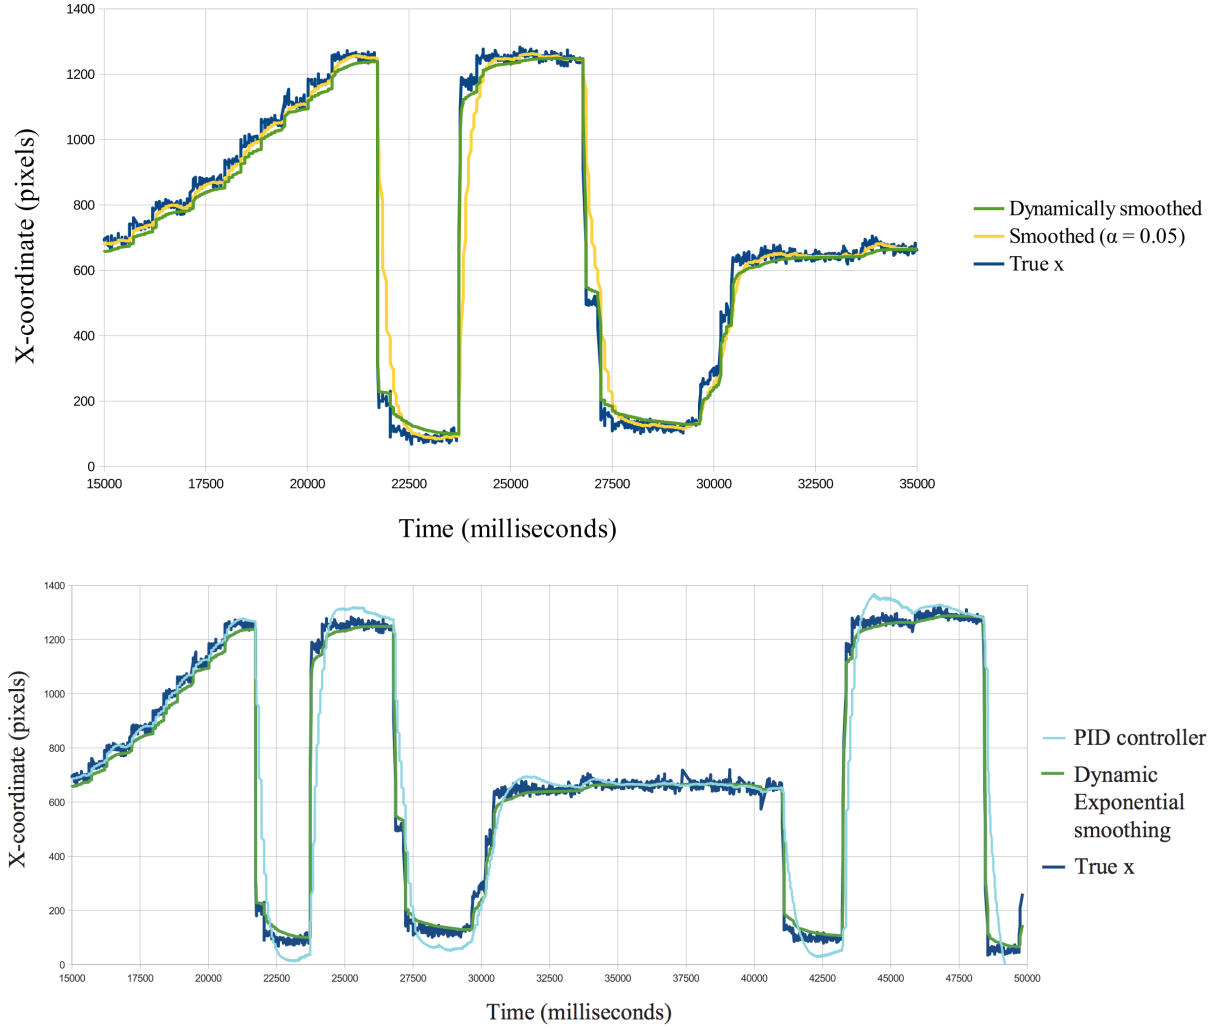 1400
1200
1000
800
600
400
200
0
X-coordinate (pixels)
15000 17500 20000 22500 25000 27500 30000 32500 35000
Time (milliseconds)
Dynamically smoothed
Smoothed (α = 0.05)
True x
1400
1200
1000
800
600
400
200
0
X-coordinate (pixels)
15000 17500 20000 22500 25000 27500 30000 32500 35000 37500 40000 42500 45000 47500 50000
Time (milliseconds)
PID controller
Dynamic
Exponential
smoothing
True x